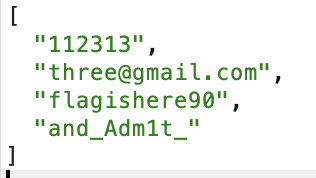 [
"112313",
"three@gmail.com",
"flagishere90",
"and_Adm1t_"
]